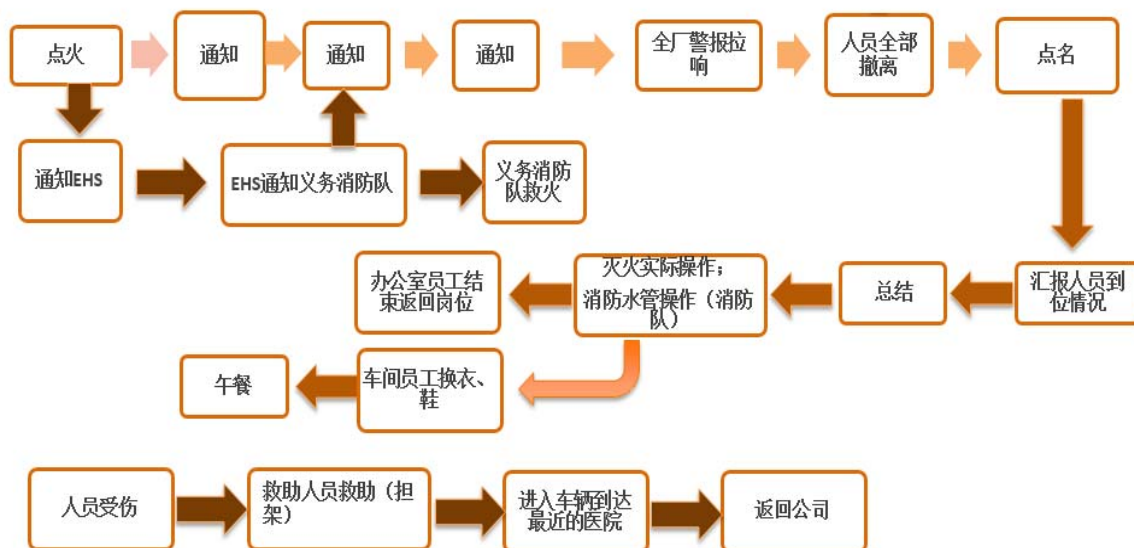 点火
通知
通知
通知
全厂警报拉
响
人员全部
撤离
点名
通知EHS
EHS通知义务消防队
义务消防
队救火
办公室员工结
束返回岗位
灭火实际操作；
消防水管操作（消防
队）
总结
汇报人员到
位情况
午餐
车间员工换衣、
鞋
人员受伤
救助人员救助（担
架）
进入车辆到达
最近的医院
返回公司